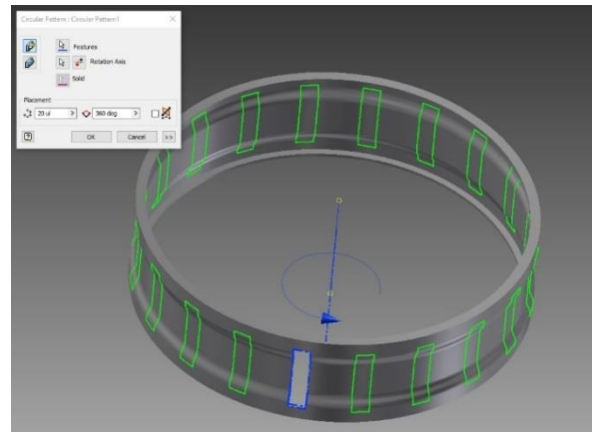 Circular Pattern : Circular Pattern1
Features
Rotation Axis
Solid
Placement
20 ul
360 deg
OK
Cancel
>>